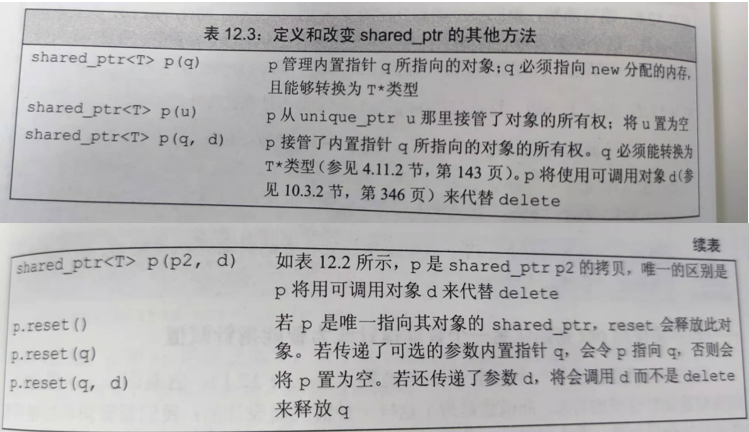 表 12.3：定义和改变 shared_ptr 的其他方法
shared_ptr<T> p(q) p 管理内置指针 q 所指向的对象；q 必须指向 new 分配的内存，
且能够转换为 T*类型
shared_ptr<T> p(u) p 从 unique_ptr u 那里接管了对象的所有权；将 u 置为空
shared_ptr<T> p(q, d) p 接管了内置指针 q 所指向的对象的所有权。q 必须能转换为
T*类型（参见 4.11.2 节，第 143 页）。p 将使用可调用对象 d（参
见 10.3.2 节，第 346 页）来代替 delete
续表
shared_ptr<T> p(p2, d) 如表 12.2 所示，p 是 shared_ptr p2 的拷贝，唯一的区别是
p 将用可调用对象 d 来代替 delete
p.reset() 若 p 是唯一指向其对象的 shared_ptr，reset 会释放此对
p.reset(q) 象。若传递了可选的参数内置指针 q，会令 p 指向 q，否则会
p.reset(q, d) 将 p 置为空。若还传递了参数 d，将会调用 d 而不是 delete
来释放 q